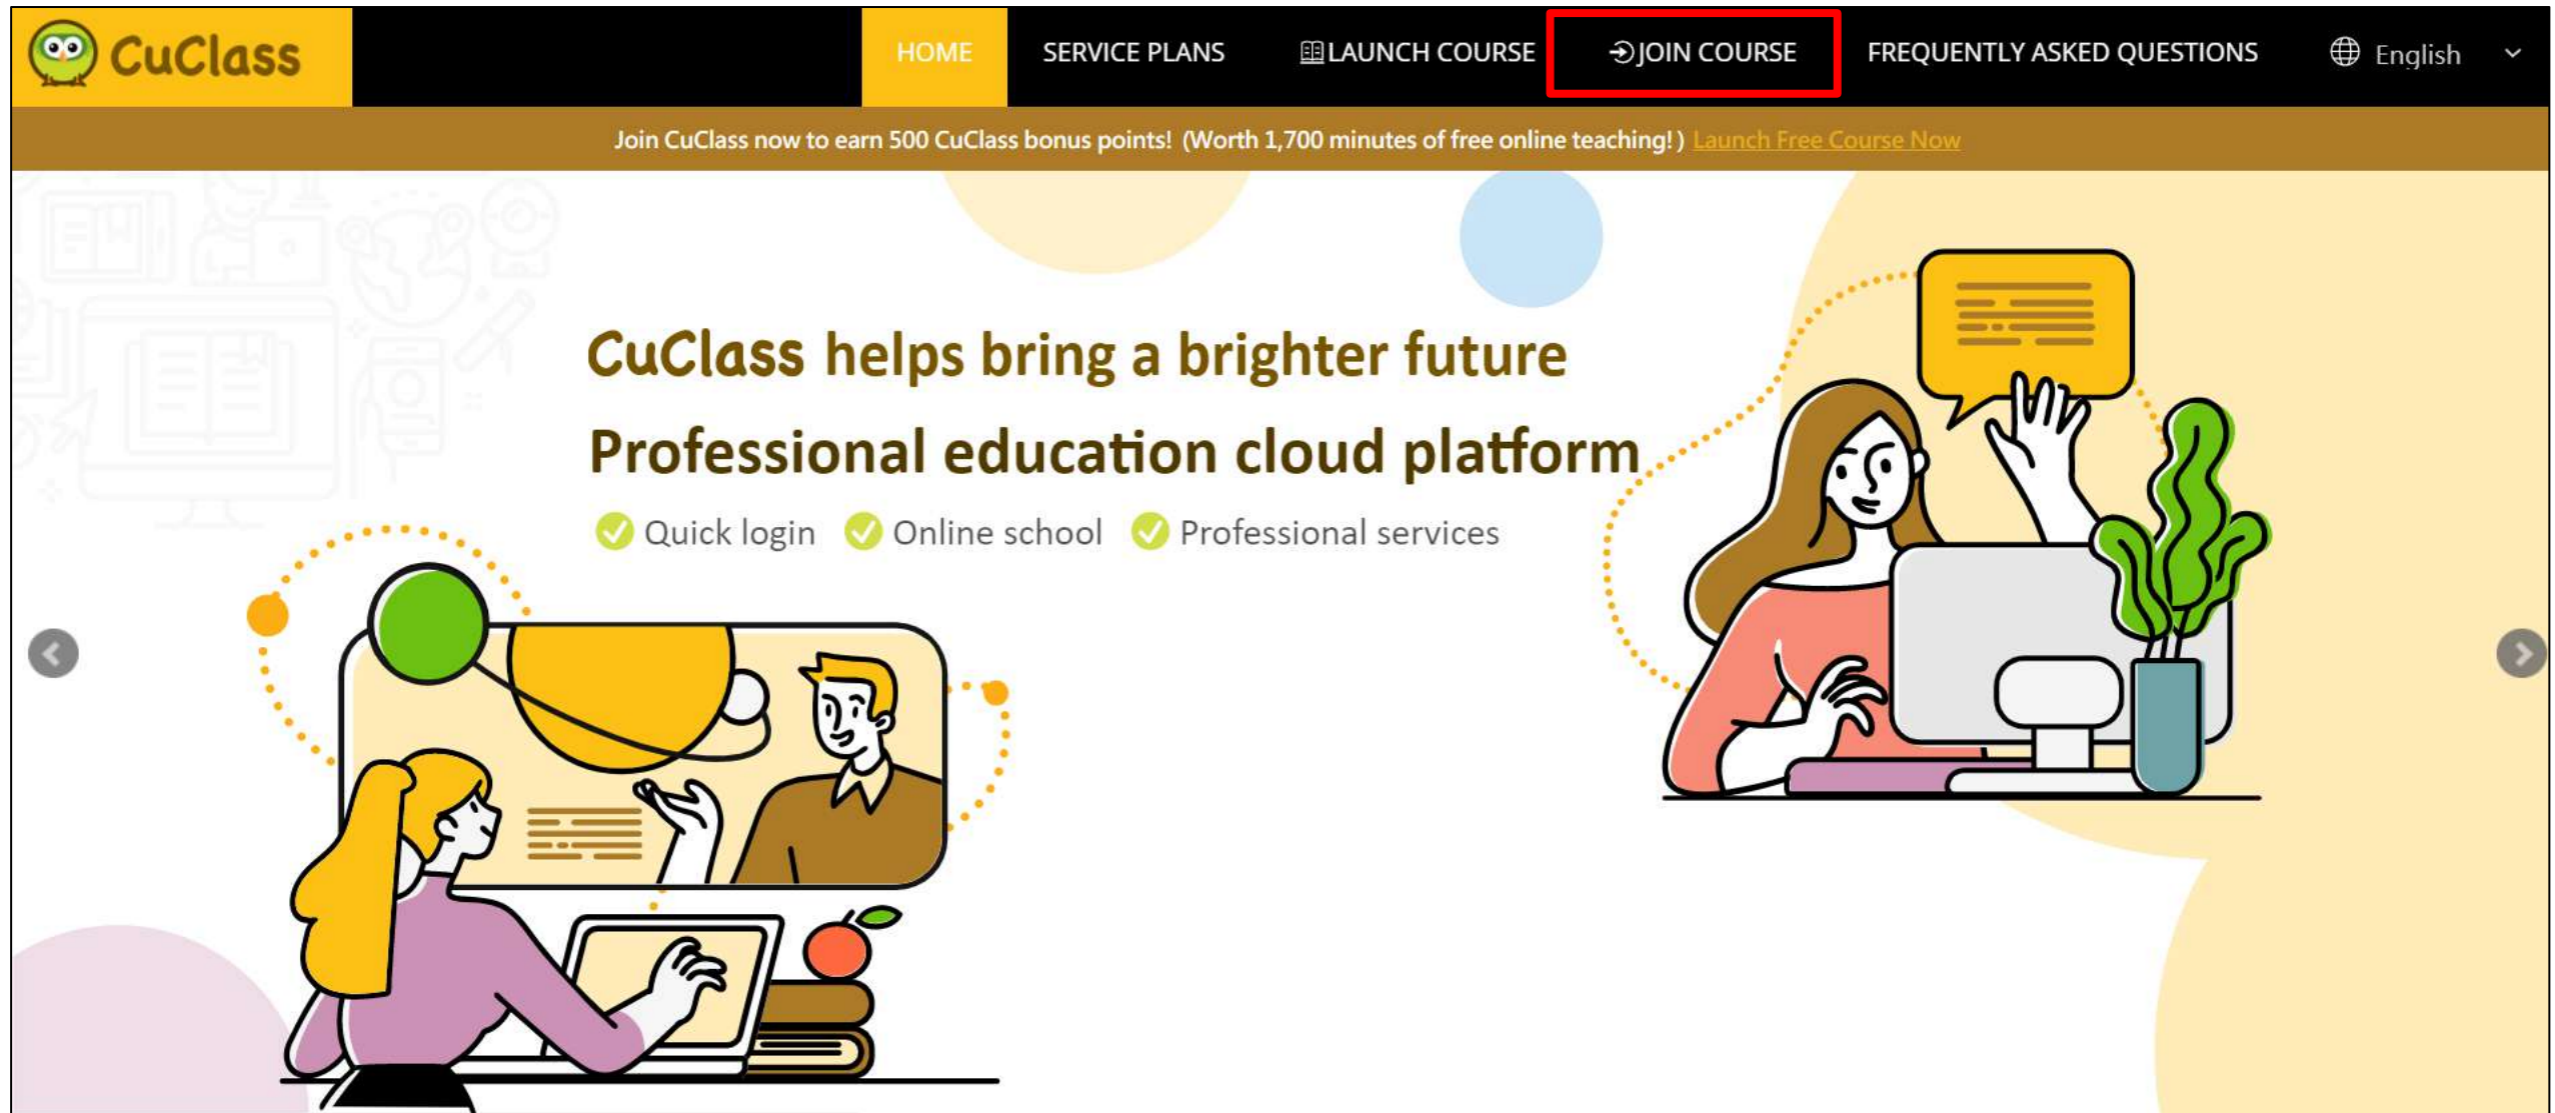 CuClass
HOME
SERVICE PLANS
LAUNCH COURSE
JOIN COURSE
FREQUENTLY ASKED QUESTIONS
English
Join CuClass now to earn 500 CuClass bonus points! (Worth 1,700 minutes of free online teaching!) Launch Free Course Now
CuClass helps bring a brighter future
Professional education cloud platform
Quick login Online school Professional services